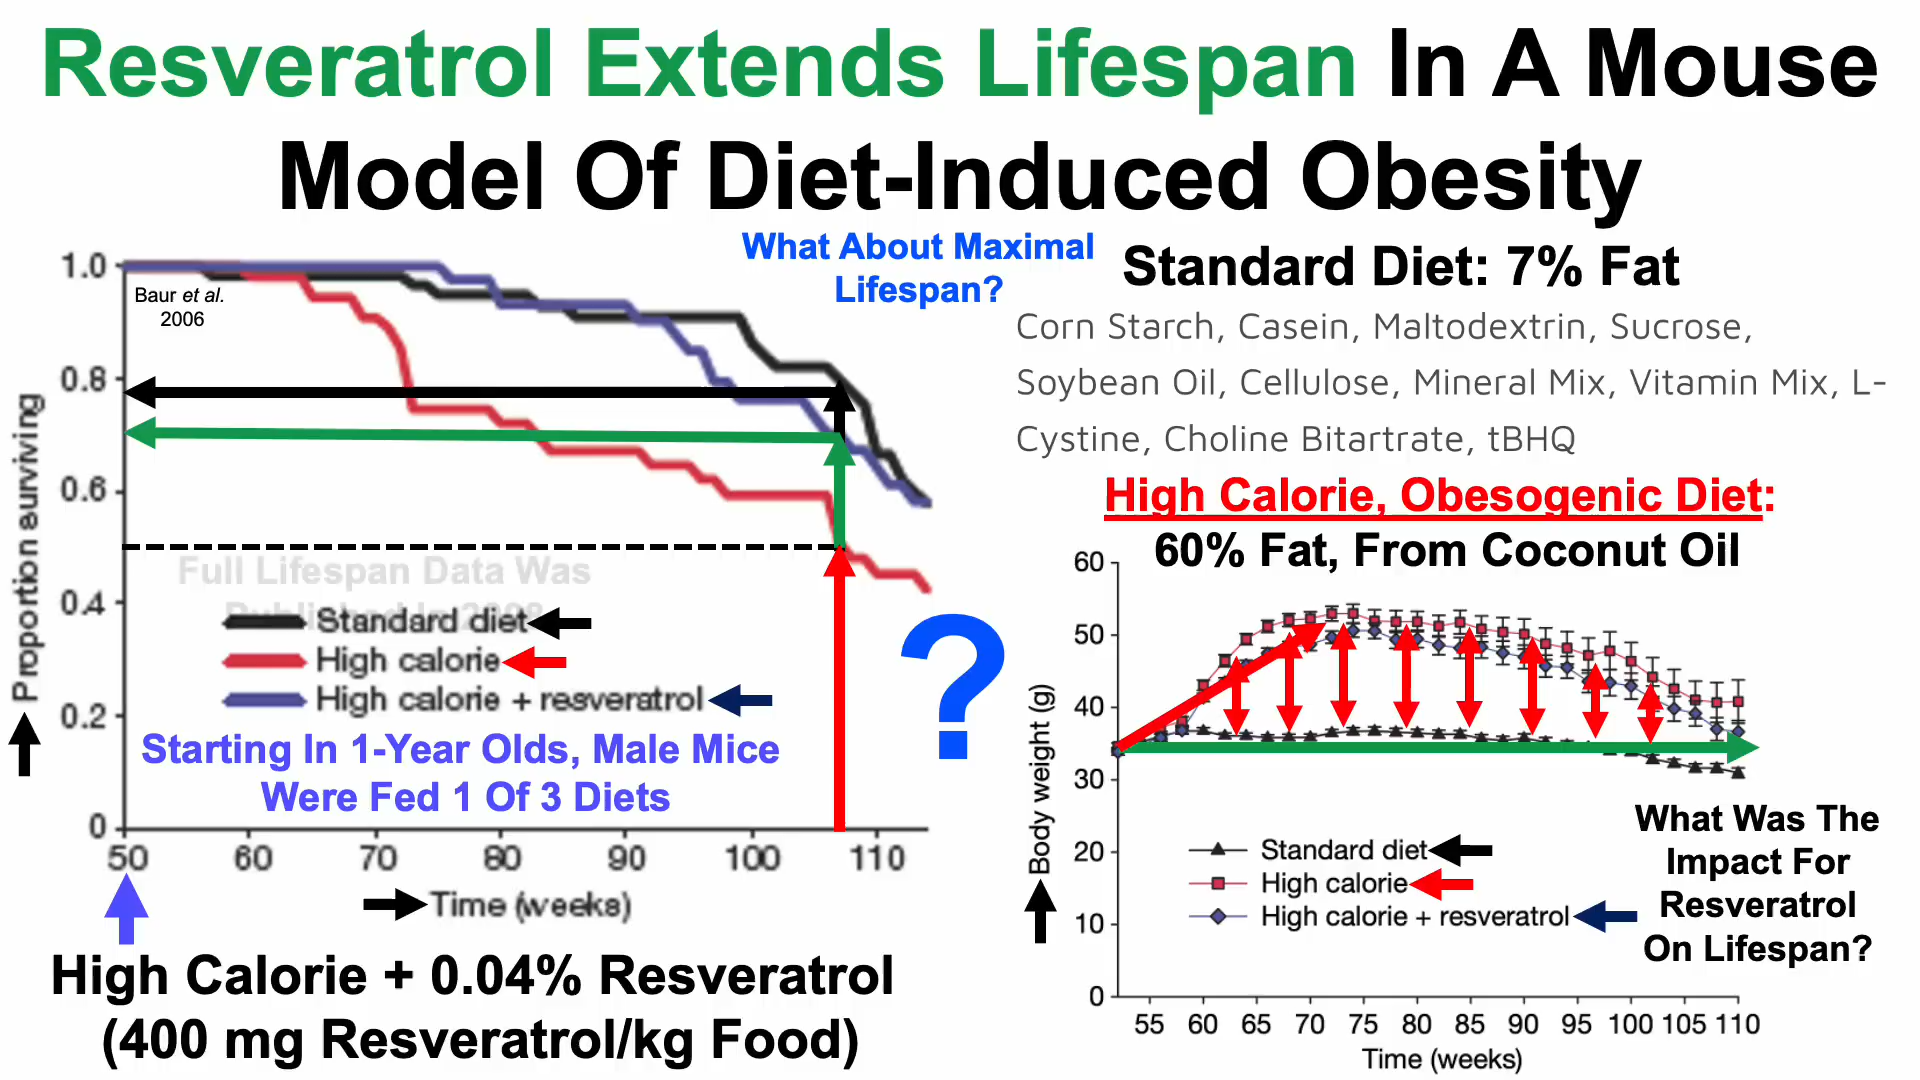 Resveratrol Extends Lifespan In A Mouse
Model Of Diet-Induced Obesity
What About Maximal
Lifespan?
Baur et al.
2006
Proportion surviving
1.0
0.8
0.6
0.4
0.2
0
Full Lifespan Data Was
Published In 2008
Standard diet
High calorie
High calorie + resveratrol
Starting In 1-Year Olds, Male Mice
Were Fed 1 Of 3 Diets
?
50 60 70 80 90 100 110
Time (weeks)
High Calorie + 0.04% Resveratrol
(400 mg Resveratrol/kg Food)
Standard Diet: 7% Fat
Corn Starch, Casein, Maltodextrin, Sucrose,
Soybean Oil, Cellulose, Mineral Mix, Vitamin Mix, L-
Cystine, Choline Bitartrate, tBHQ
High Calorie, Obesogenic Diet:
60% Fat, From Coconut Oil
Body weight (g)
60
50
40
30
20
10
0
Standard diet
High calorie
High calorie + resveratrol
55 60 65 70 75 80 85 90 95 100 105 110
Time (weeks)
What Was The
Impact For
Resveratrol
On Lifespan?